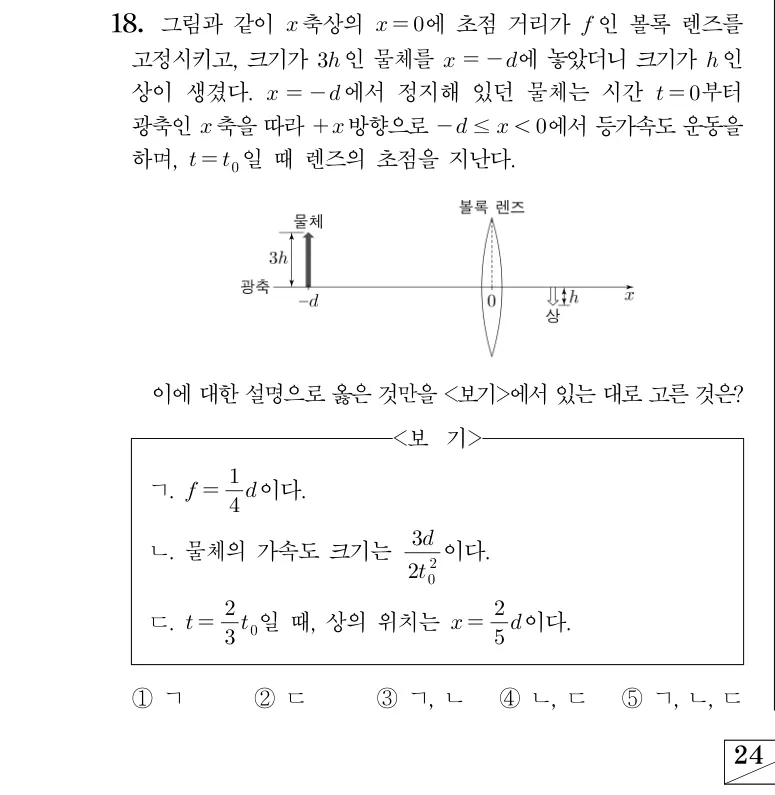 18. 그림과 같이 x축상의 x=0에 초점 거리가 f인 볼록 렌즈를
고정시키고, 크기가 3h인 물체를 x=-d에 놓았더니 크기가 h인
상이 생겼다. x=-d에서 정지해 있던 물체는 시간 t=0부터
광축인 x축을 따라 +x방향으로 -d≤x<0에서 등가속도 운동을
하며, t=t₀일 때 렌즈의 초점을 지난다.
볼록 렌즈
물체
3h
광축
-d
0
h
x
상
이에 대한 설명으로 옳은 것만을 <보기>에서 있는 대로 고른 것은?
<보 기>
ㄱ. f=1/4 d이다.
ㄴ. 물체의 가속도 크기는 3d/2t₀²이다.
ㄷ. t=2/3 t₀일 때, 상의 위치는 x=2/5 d이다.
① ㄱ ② ㄷ ③ ㄱ, ㄴ ④ ㄴ, ㄷ ⑤ ㄱ, ㄴ, ㄷ
24